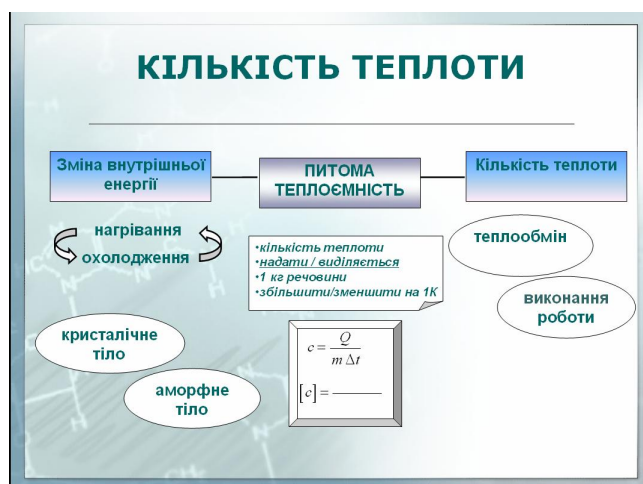 КІЛЬКІСТЬ ТЕПЛОТИ
Зміна внутрішньої
енергії
ПИТОМА
ТЕПЛОЄМНІСТЬ
Кількість теплоти
нагрівання
охолодження
•кількість теплоти
•надати / виділяється
•1 кг речовини
•збільшити/зменшити на 1К
теплообмін
виконання
роботи
кристалічне
тіло
аморфне
тіло
c = Q / m Δt
[c] = ———